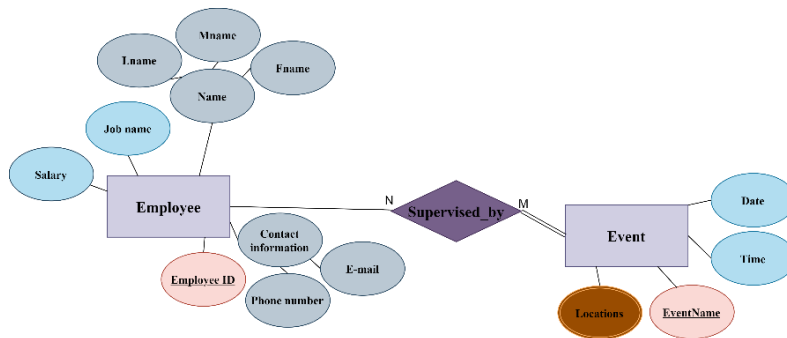 Mname
Lname
Fname
Name
Job name
Salary
Employee
N
Supervised_by
M
Date
Event
Contact
information
E-mail
Time
Employee ID
Phone number
Locations
EventName